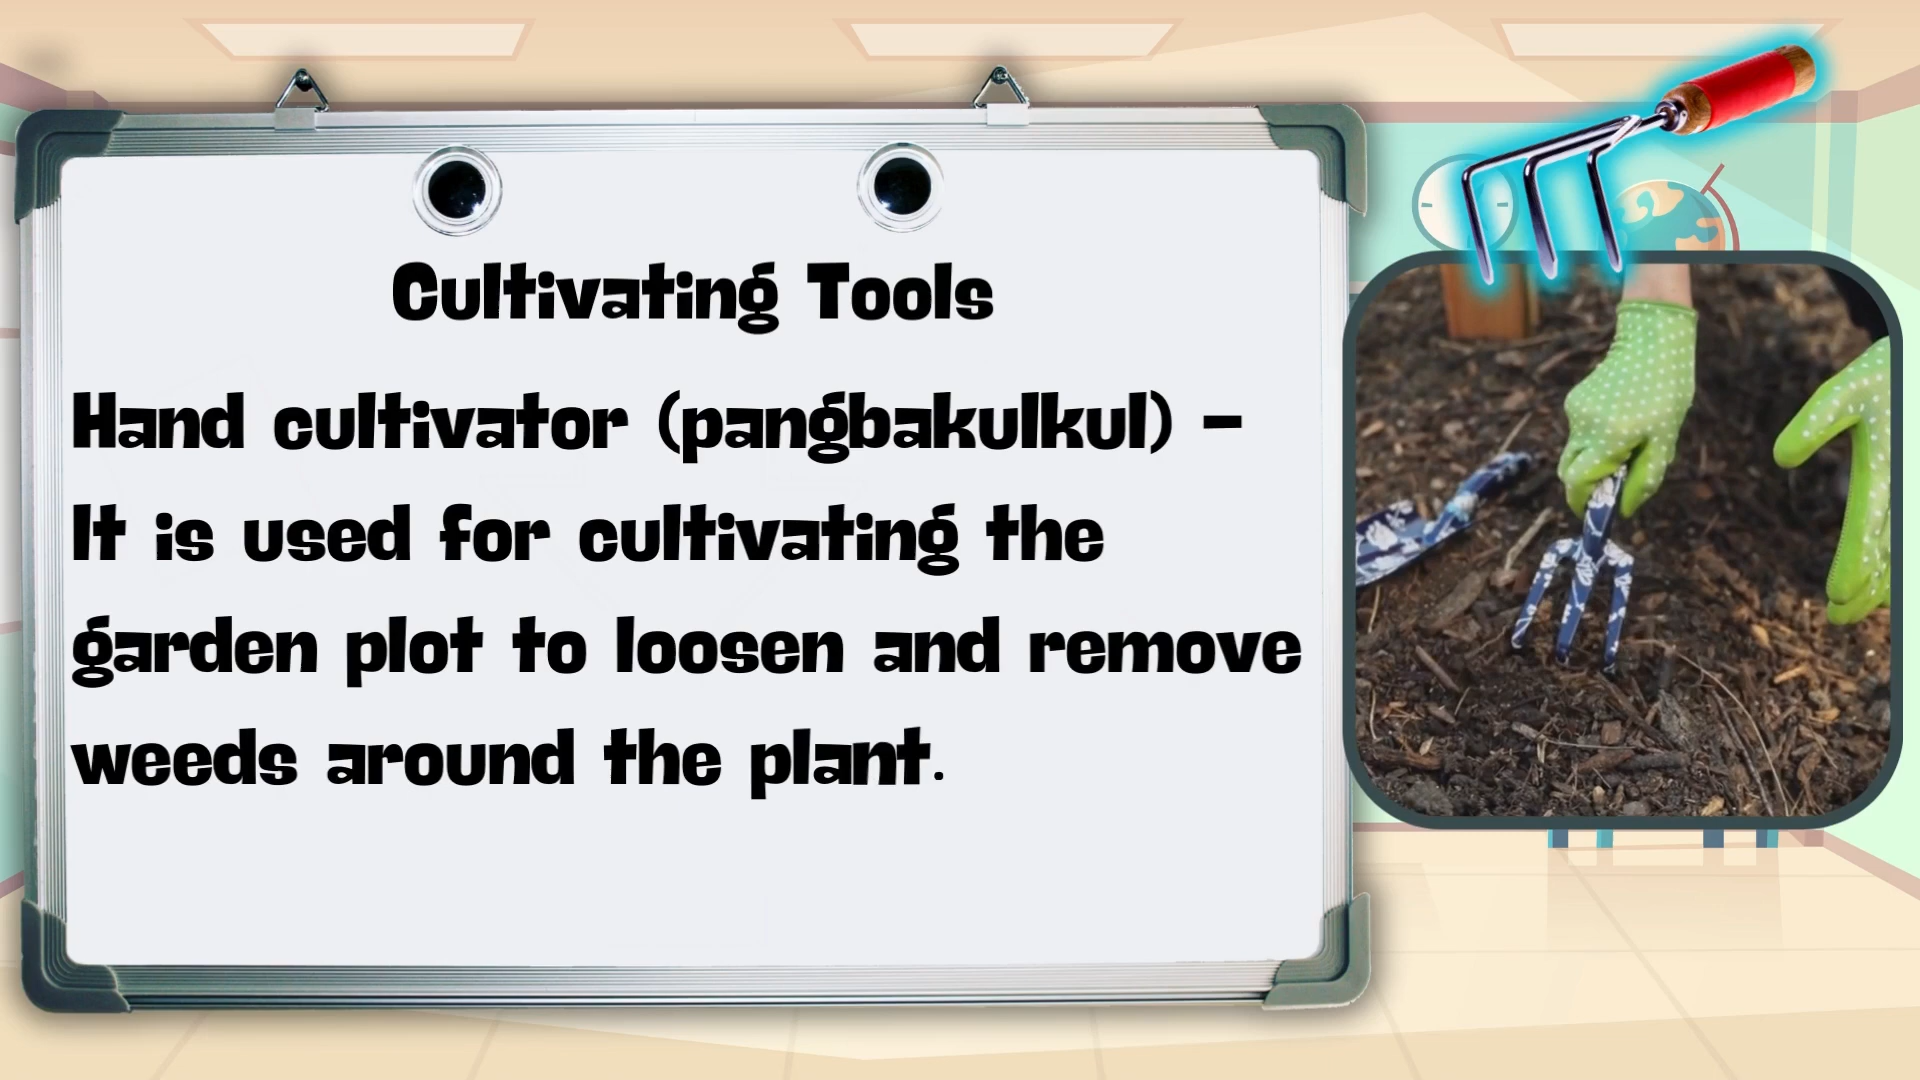 Cultivating Tools
Hand cultivator (pangbakulkul) -
It is used for cultivating the
garden plot to loosen and remove
weeds around the plant.